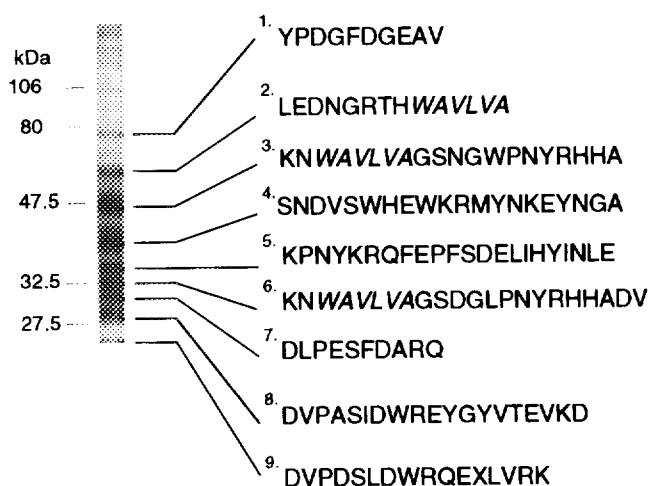 kDa
106
80
47.5
32.5
27.5
1. YPDGFDGEAV
2. LEDNGRTHWAVLVA
3. KNWAVLVAGSNGWPNYRHHA
4. SNDVSWHEWKRMYNKEYNGA
5. KPNYKRQFEPFSDELIHYINLE
6. KNWAVLVAGSDGLPNYRHHADV
7. DLPESFDARQ
8. DVPASIDWREYGYVTEVKD
9. DVPDSLDWRQEXLVRK